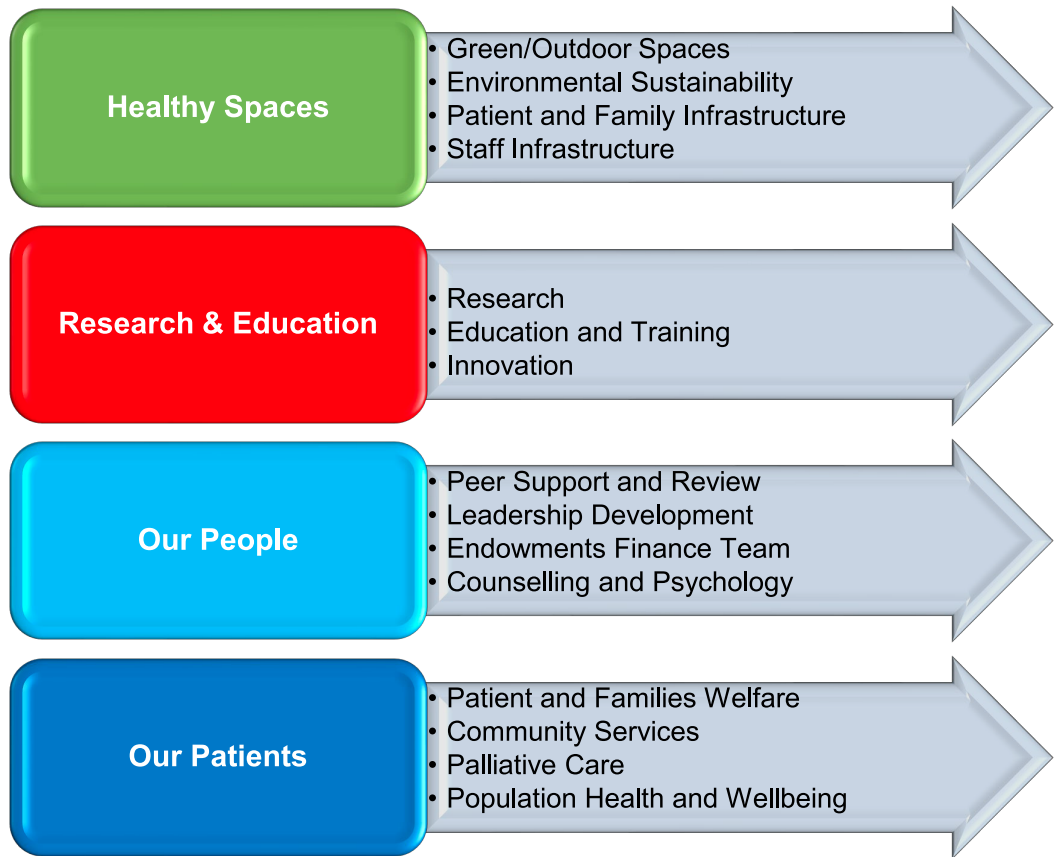 Healthy Spaces
• Green/Outdoor Spaces
• Environmental Sustainability
• Patient and Family Infrastructure
• Staff Infrastructure
Research & Education
• Research
• Education and Training
• Innovation
Our People
• Peer Support and Review
• Leadership Development
• Endowments Finance Team
• Counselling and Psychology
Our Patients
• Patient and Families Welfare
• Community Services
• Palliative Care
• Population Health and Wellbeing